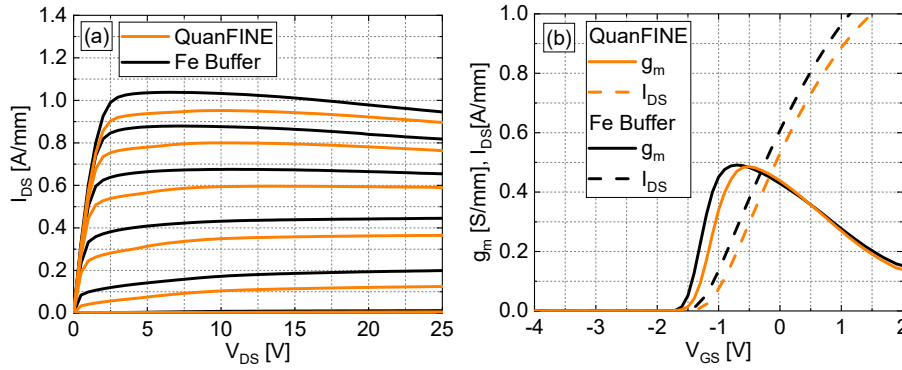 (a)
QuanFINE
Fe Buffer
1.4
1.2
1.0
0.8
0.6
0.4
0.2
0.0
I_DS [A/mm]
0 5 10 15 20 25
V_DS [V]
(b)
QuanFINE
g_m
I_DS
Fe Buffer
g_m
I_DS
1.0
0.8
0.6
0.4
0.2
0.0
g_m [S/mm], I_DS[A/mm]
-4 -3 -2 -1 0 1 2
V_GS [V]